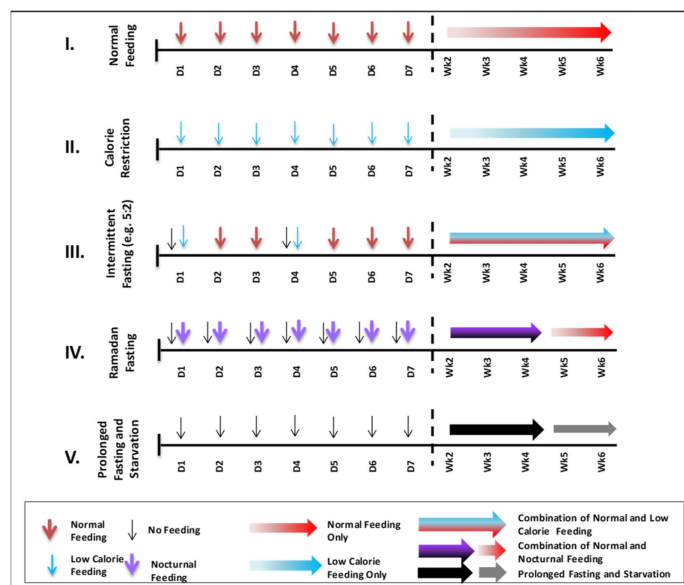 I.
Normal
Feeding
D1 D2 D3 D4 D5 D6 D7 Wk2 Wk3 Wk4 Wk5 Wk6
II.
Calorie
Restriction
D1 D2 D3 D4 D5 D6 D7 Wk2 Wk3 Wk4 Wk5 Wk6
III.
Intermittent
Fasting (e.g. 5:2)
D1 D2 D3 D4 D5 D6 D7 Wk2 Wk3 Wk4 Wk5 Wk6
IV.
Ramadan
Fasting
D1 D2 D3 D4 D5 D6 D7 Wk2 Wk3 Wk4 Wk5 Wk6
V.
Prolonged
Fasting and
Starvation
D1 D2 D3 D4 D5 D6 D7 Wk2 Wk3 Wk4 Wk5 Wk6
Normal
Feeding
No Feeding
Normal Feeding
Only
Combination of Normal and Low
Calorie Feeding
Low Calorie
Feeding
Nocturnal
Feeding
Low Calorie
Feeding Only
Combination of Normal and
Nocturnal Feeding
Prolonged Fasting and Starvation